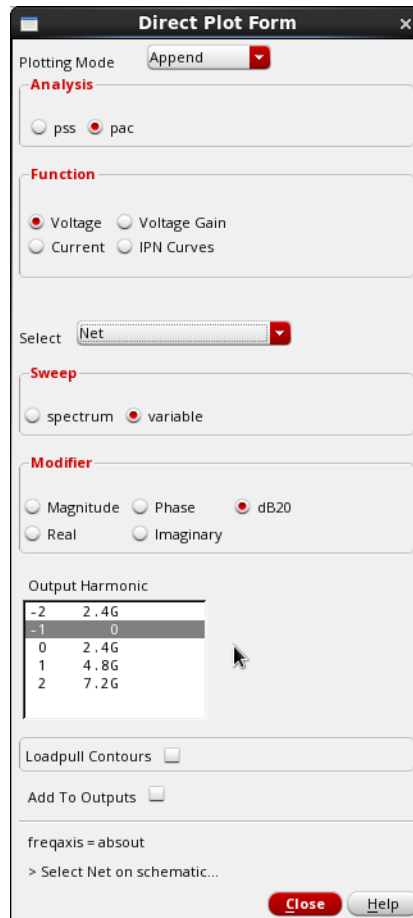 Direct Plot Form
Plotting Mode Append
Analysis
pss pac
Function
Voltage Voltage Gain
Current IPN Curves
Select Net
Sweep
spectrum variable
Modifier
Magnitude Phase dB20
Real Imaginary
Output Harmonic
-2 2.4G
-1 0
0 2.4G
1 4.8G
2 7.2G
Loadpull Contours
Add To Outputs
freqaxis = absout
> Select Net on schematic...
Close Help